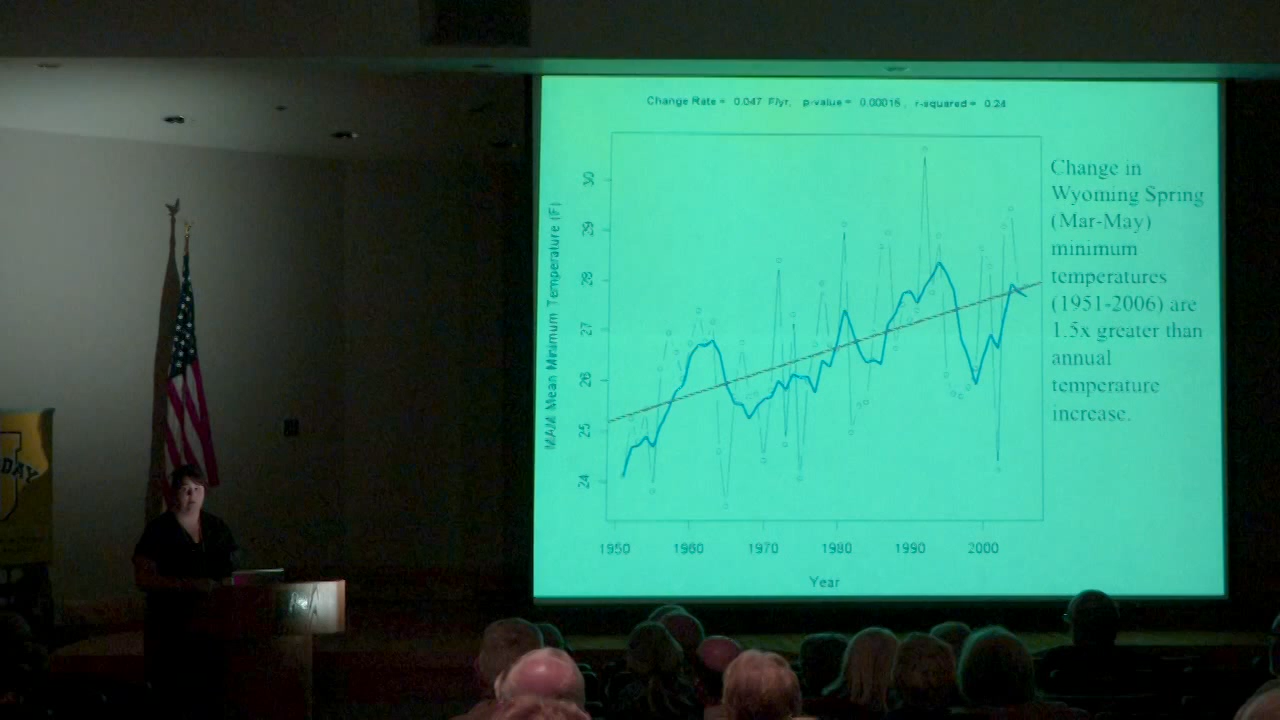 Change Rate = 0.047 F/yr, p-value = 0.00016, r-squared = 0.24
MAM Mean Minimum Temperature (F)
30
29
28
27
26
25
24
1950 1960 1970 1980 1990 2000
Year
Change in
Wyoming Spring
(Mar-May)
minimum
temperatures
(1951-2006) are
1.5x greater than
annual
temperature
increase.
DAY